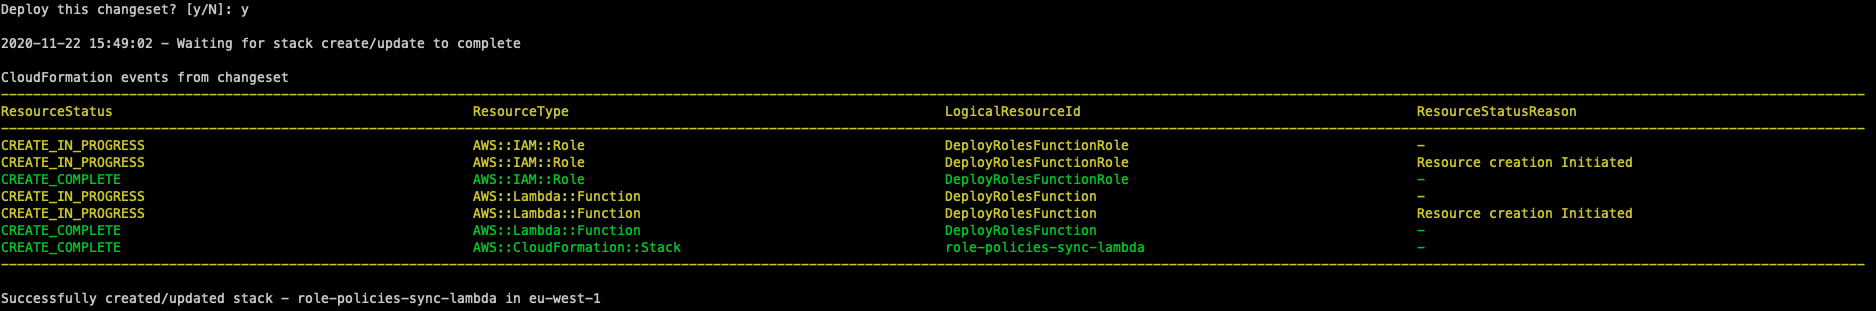 Deploy this changeset? [y/N]: y
2020-11-22 15:49:02 - Waiting for stack create/update to complete
CloudFormation events from changeset
ResourceStatus ResourceType LogicalResourceId ResourceStatusReason
CREATE_IN_PROGRESS AWS::IAM::Role DeployRolesFunctionRole -
CREATE_IN_PROGRESS AWS::IAM::Role DeployRolesFunctionRole Resource creation Initiated
CREATE_COMPLETE AWS::IAM::Role DeployRolesFunctionRole -
CREATE_IN_PROGRESS AWS::Lambda::Function DeployRolesFunction -
CREATE_IN_PROGRESS AWS::Lambda::Function DeployRolesFunction Resource creation Initiated
CREATE_COMPLETE AWS::Lambda::Function DeployRolesFunction -
CREATE_COMPLETE AWS::CloudFormation::Stack role-policies-sync-lambda -
Successfully created/updated stack - role-policies-sync-lambda in eu-west-1